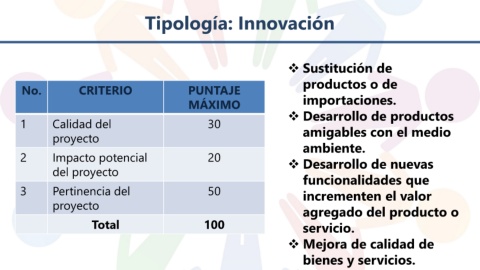 Tipología: Innovación
No. CRITERIO PUNTAJE
MÁXIMO
1 Calidad del 30
proyecto
2 Impacto potencial 20
del proyecto
3 Pertinencia del 50
proyecto
Total 100
❖ Sustitución de
productos o de
importaciones.
❖ Desarrollo de productos
amigables con el medio
ambiente.
❖ Desarrollo de nuevas
funcionalidades que
incrementen el valor
agregado del producto o
servicio.
❖ Mejora de calidad de
bienes y servicios.